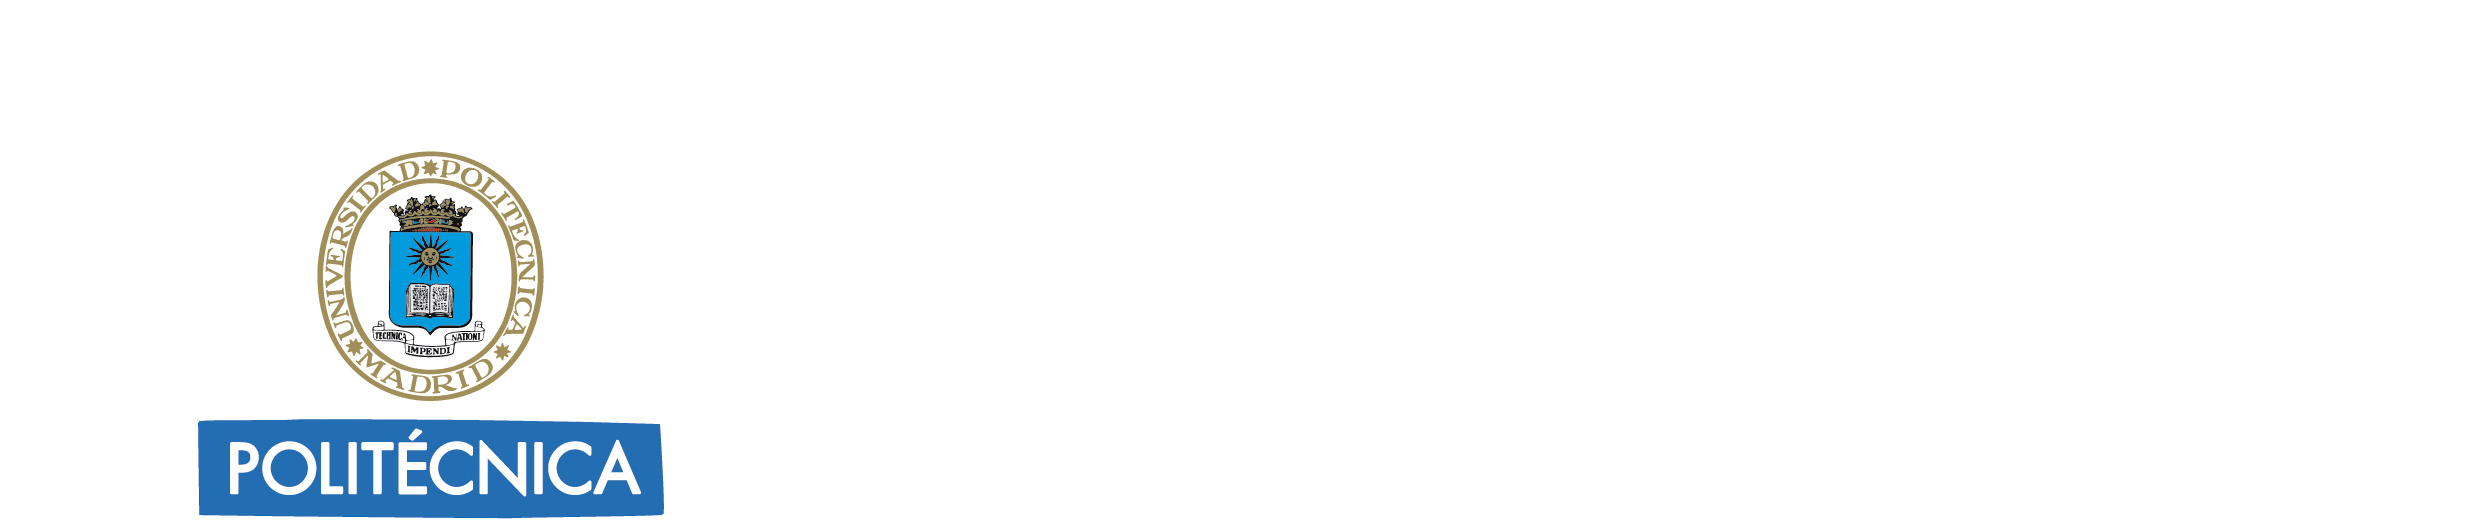 UNIVERSIDAD POLITECNICA
MADRID
TECHNICA IMPENDI NATIONI
POLITÉCNICA